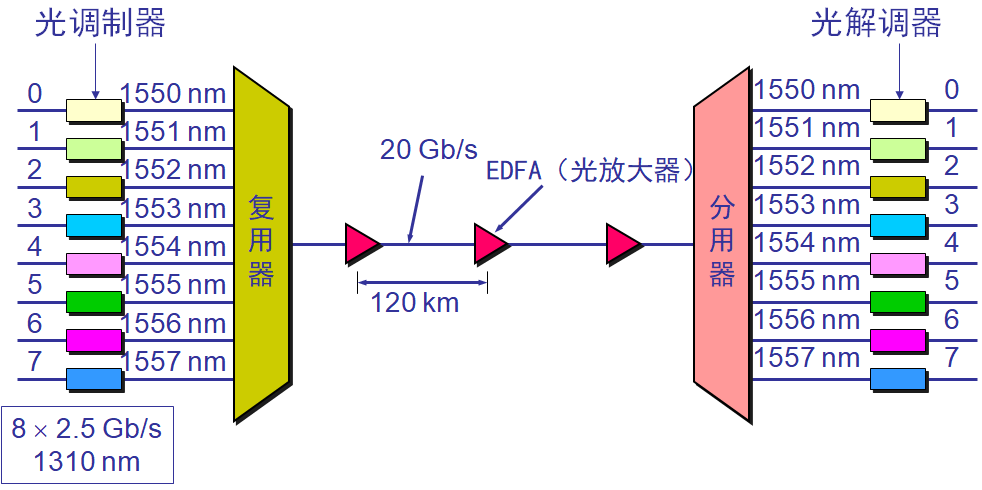 光调制器
光解调器
0 1550 nm
1 1551 nm
2 1552 nm
3 1553 nm
4 1554 nm
5 1555 nm
6 1556 nm
7 1557 nm
8 × 2.5 Gb/s
1310 nm
复用器
20 Gb/s
EDFA（光放大器）
120 km
分用器
1550 nm 0
1551 nm 1
1552 nm 2
1553 nm 3
1554 nm 4
1555 nm 5
1556 nm 6
1557 nm 7